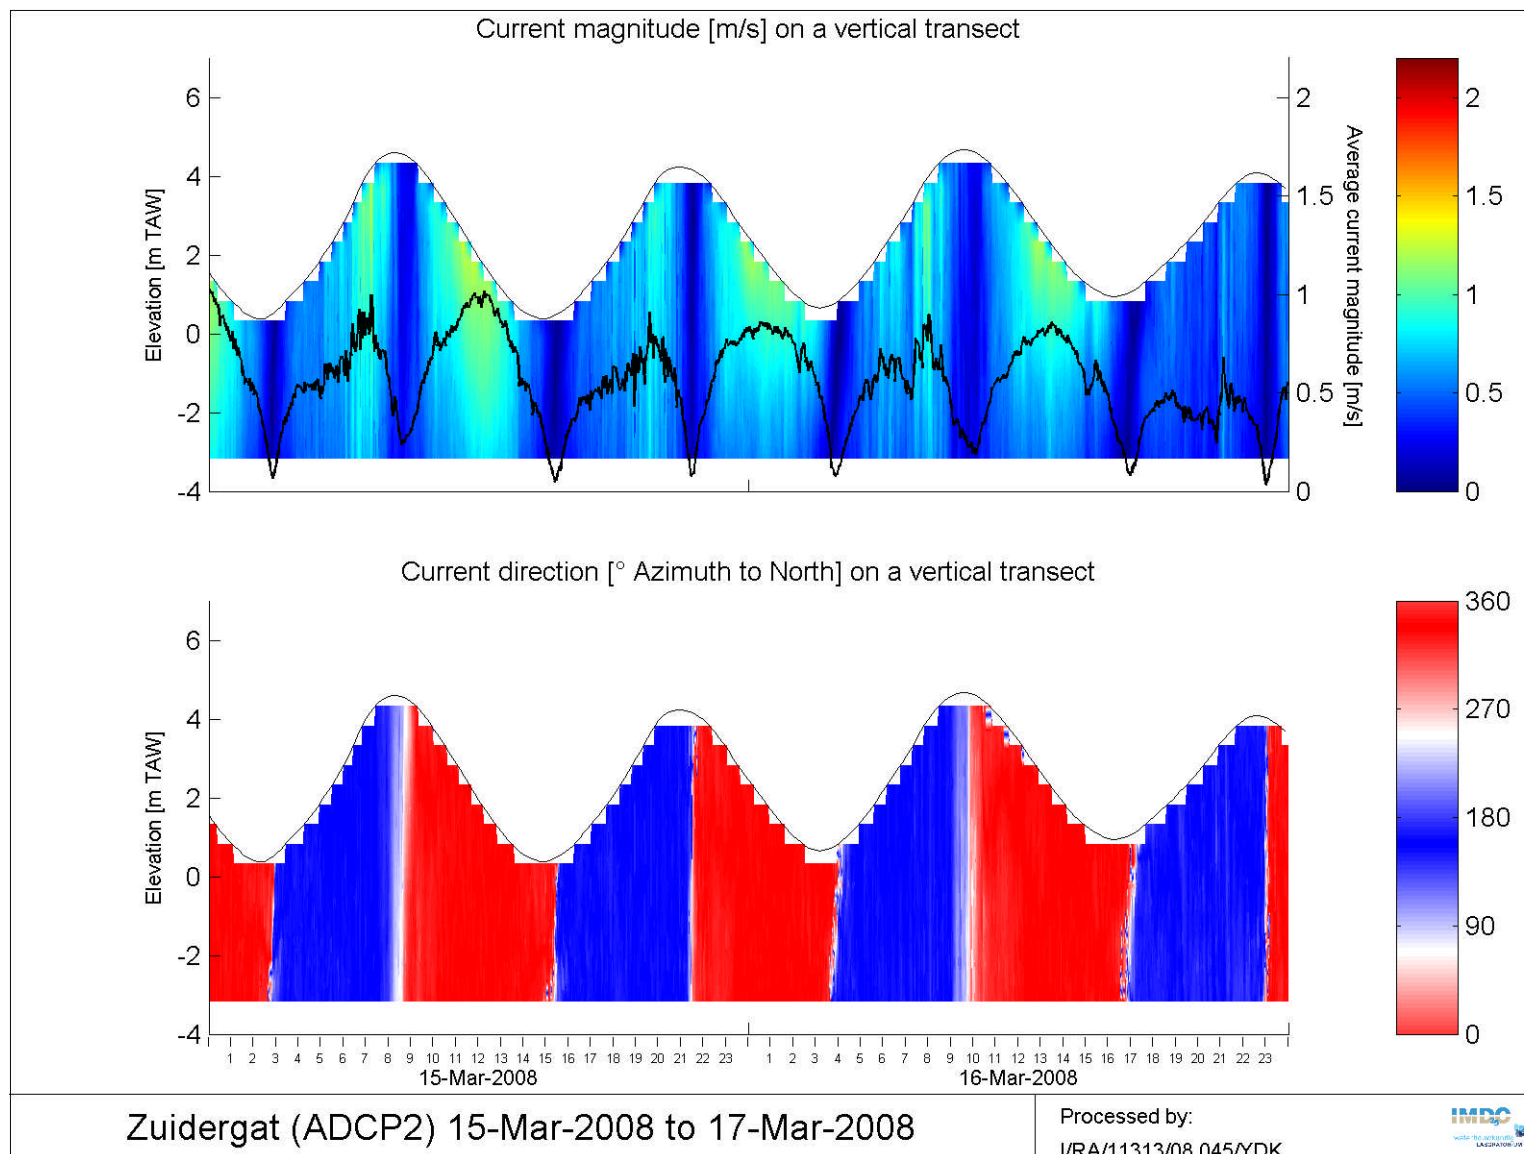 Current magnitude [m/s] on a vertical transect
6
4
2
0
-2
-4
Elevation [m TAW]
2
1.5
1
0.5
0
Average current magnitude [m/s]
2
1.5
1
0.5
0
Current direction [° Azimuth to North] on a vertical transect
6
4
2
0
-2
-4
Elevation [m TAW]
360
270
180
90
0
1 2 3 4 5 6 7 8 9 10 11 12 13 14 15 16 17 18 19 20 21 22 23 1 2 3 4 5 6 7 8 9 10 11 12 13 14 15 16 17 18 19 20 21 22 23
15-Mar-2008 16-Mar-2008
Zuidergat (ADCP2) 15-Mar-2008 to 17-Mar-2008
Processed by:
I/RA/11313/08.045/YDK
IMDC
LABORATORIUM